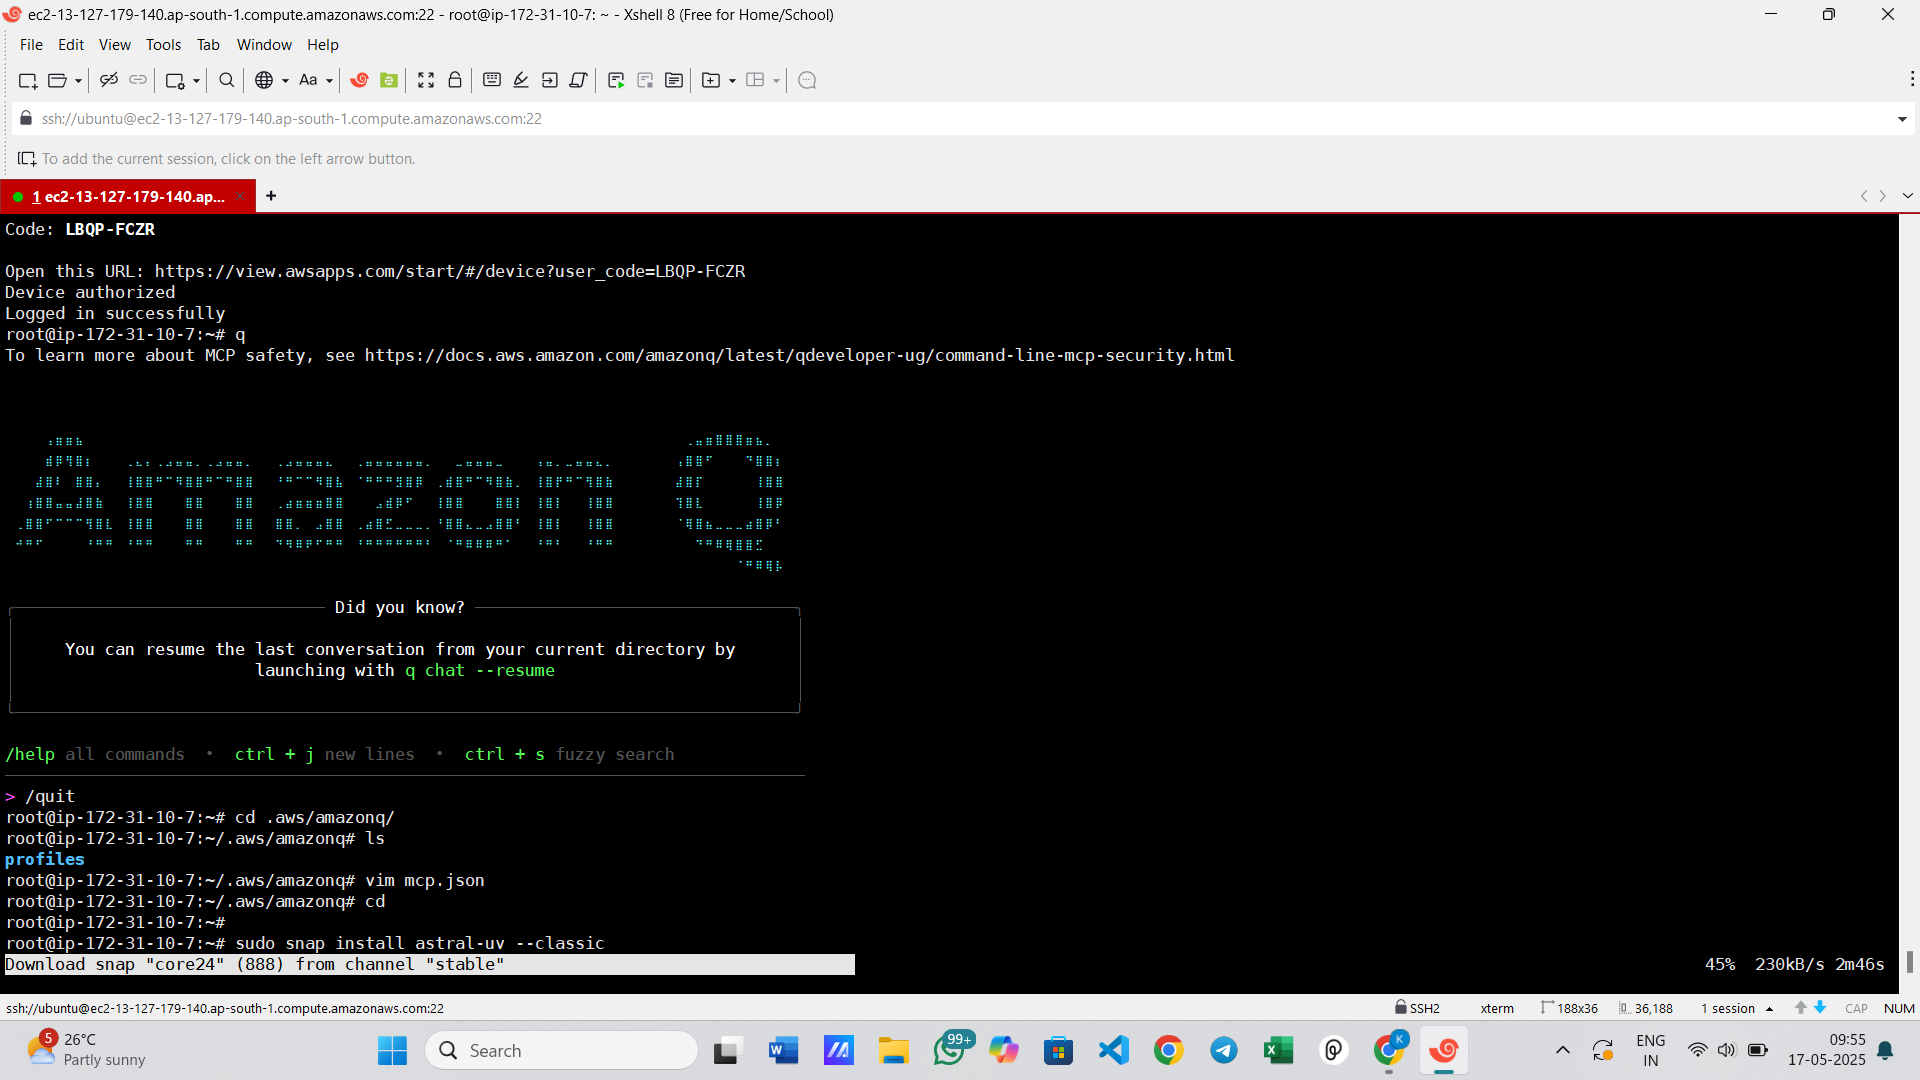 ec2-13-127-179-140.ap-south-1.compute.amazonaws.com:22 - root@ip-172-31-10-7: ~ - Xshell 8 (Free for Home/School)
File Edit View Tools Tab Window Help
Aa
ssh://ubuntu@ec2-13-127-179-140.ap-south-1.compute.amazonaws.com:22
To add the current session, click on the left arrow button.
1 ec2-13-127-179-140.ap... × +
Code: LBQP-FCZR
Open this URL: https://view.awsapps.com/start/#/device?user_code=LBQP-FCZR
Device authorized
Logged in successfully
root@ip-172-31-10-7:~# q
To learn more about MCP safety, see https://docs.aws.amazon.com/amazonq/latest/qdeveloper-ug/command-line-mcp-security.html
Amazon Q
Did you know?
You can resume the last conversation from your current directory by
launching with q chat --resume
/help all commands • ctrl + j new lines • ctrl + s fuzzy search
> /quit
root@ip-172-31-10-7:~# cd .aws/amazonq/
root@ip-172-31-10-7:~/.aws/amazonq# ls
profiles
root@ip-172-31-10-7:~/.aws/amazonq# vim mcp.json
root@ip-172-31-10-7:~/.aws/amazonq# cd
root@ip-172-31-10-7:~#
root@ip-172-31-10-7:~# sudo snap install astral-uv --classic
Download snap "core24" (888) from channel "stable" 45% 230kB/s 2m46s
ssh://ubuntu@ec2-13-127-179-140.ap-south-1.compute.amazonaws.com:22 SSH2 xterm 188x36 36,188 1 session CAP NUM
5 26°C
Partly sunny
Search
99+
K
ENG
IN
09:55
17-05-2025